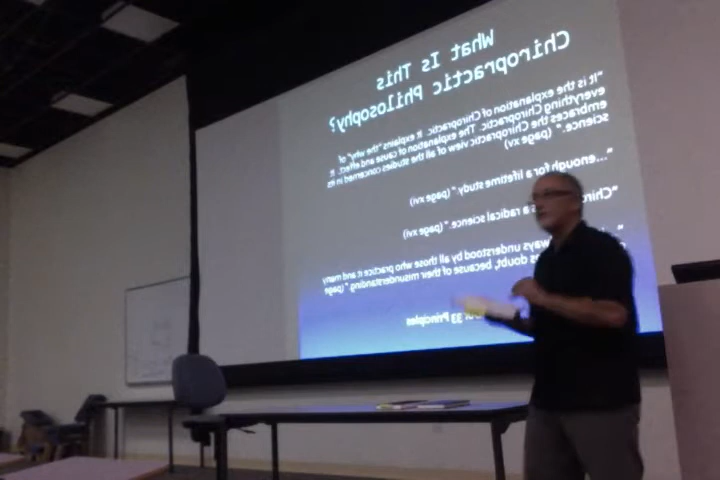 What Is This
Chiropractic Philosophy?
"It is the explanation of Chiropractic. It explains "the why" of
everything Chiropractic. The explanation of cause and effect... it
embraces the Chiropractic view of all the studies concerned in its
science." (page xv)
"...enough for a lifetime study." (page xvi)
is a radical science." (page xvi)
always understood by all those who practice it and many
doubt, because of their misunderstanding." (page
33 Principles